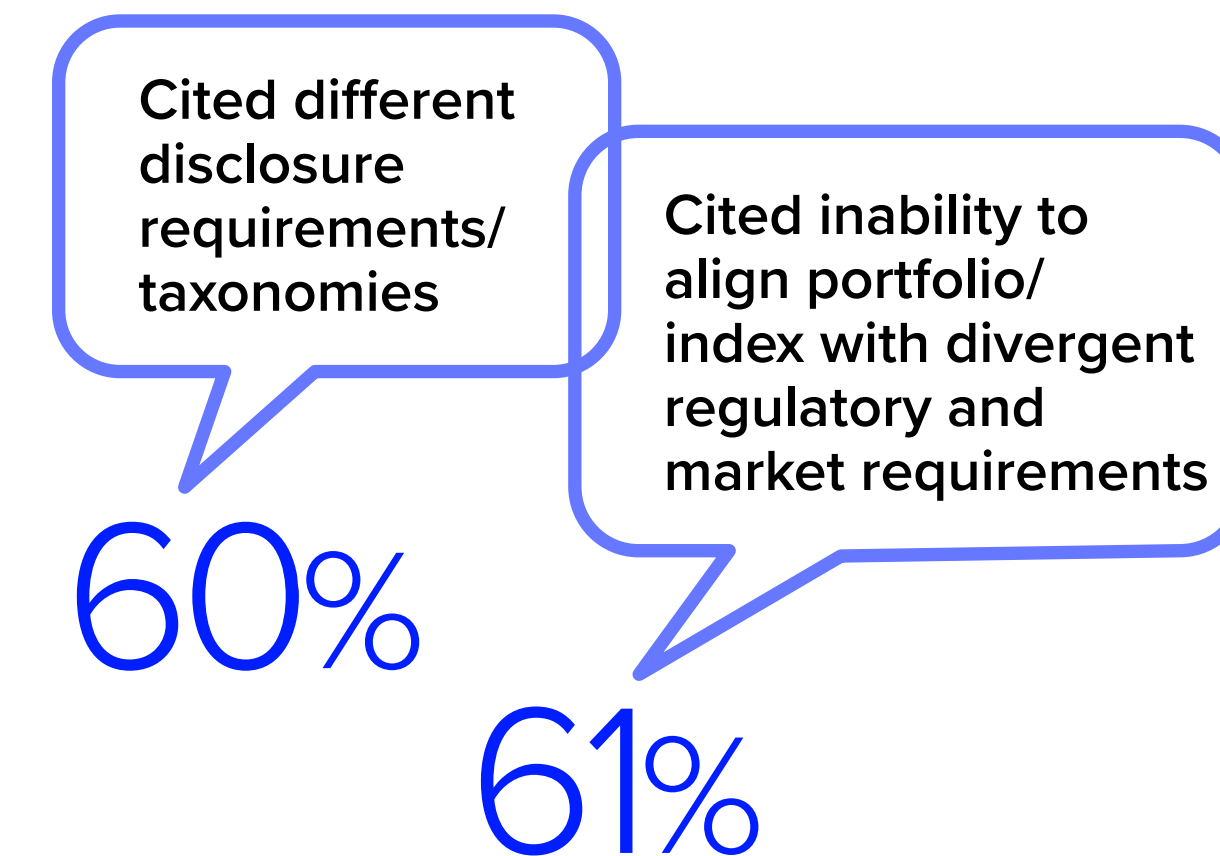 Cited different
disclosure
requirements/
taxonomies
60%
Cited inability to
align portfolio/
index with divergent
regulatory and
market requirements
61%